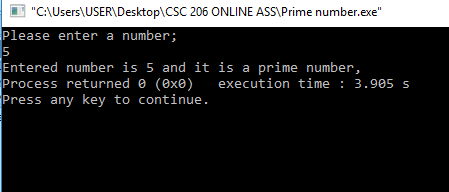 "C:\Users\USER\Desktop\CSC 206 ONLINE ASS\Prime number.exe"
Please enter a number;
5
Entered number is 5 and it is a prime number,
Process returned 0 (0x0)   execution time : 3.905 s
Press any key to continue.